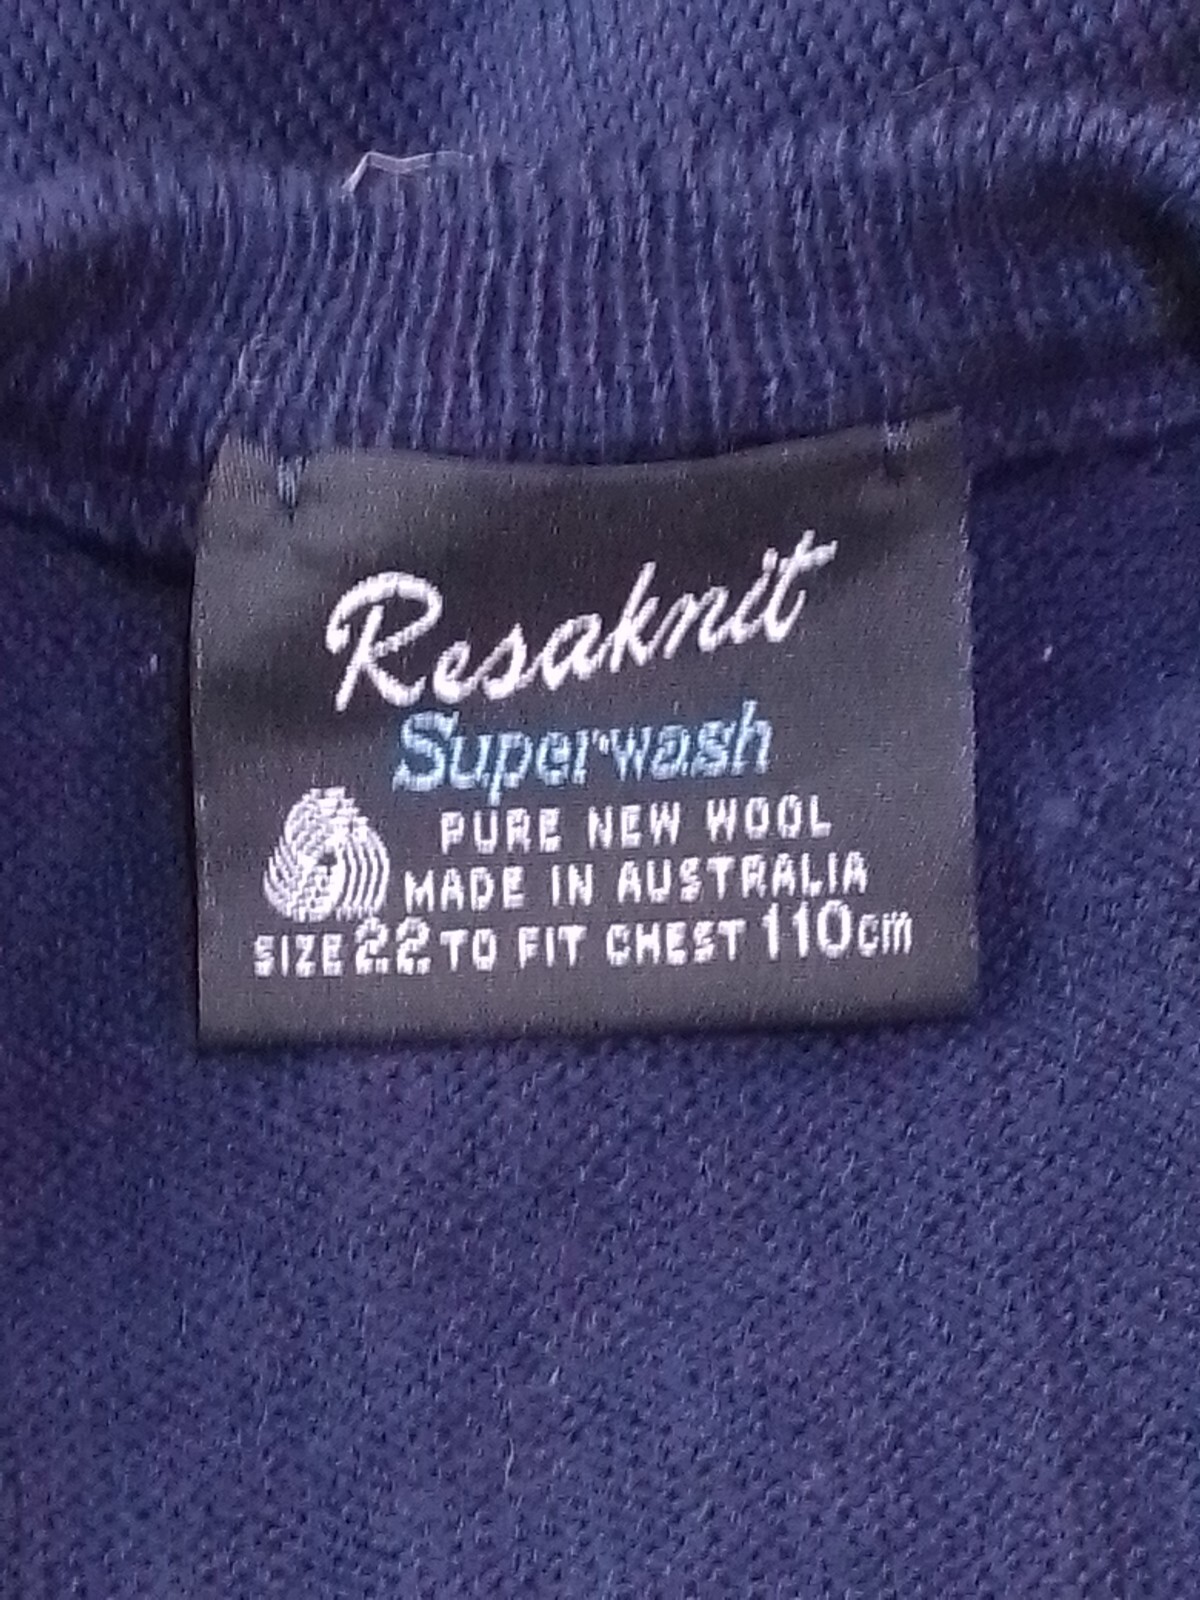 Resaknit
Superwash
PURE NEW WOOL
MADE IN AUSTRALIA
SIZE 22 TO FIT CHEST 110cm